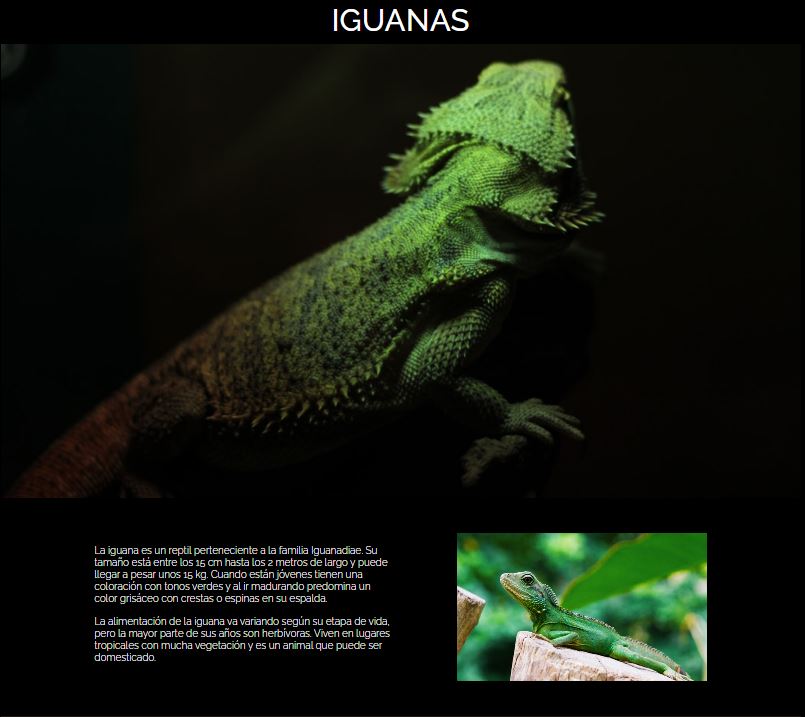 IGUANAS
La iguana es un reptil perteneciente a la familia Iguanadiae. Su
tamaño está entre los 15 cm hasta los 2 metros de largo y puede
llegar a pesar unos 15 kg. Cuando están jóvenes tienen una
coloración con tonos verdes y al ir madurando predomina un
color grisáceo con crestas o espinas en su espalda.
La alimentación de la iguana va variando según su etapa de vida,
pero la mayor parte de sus años son herbívoras. Viven en lugares
tropicales con mucha vegetación y es un animal que puede ser
domesticado.